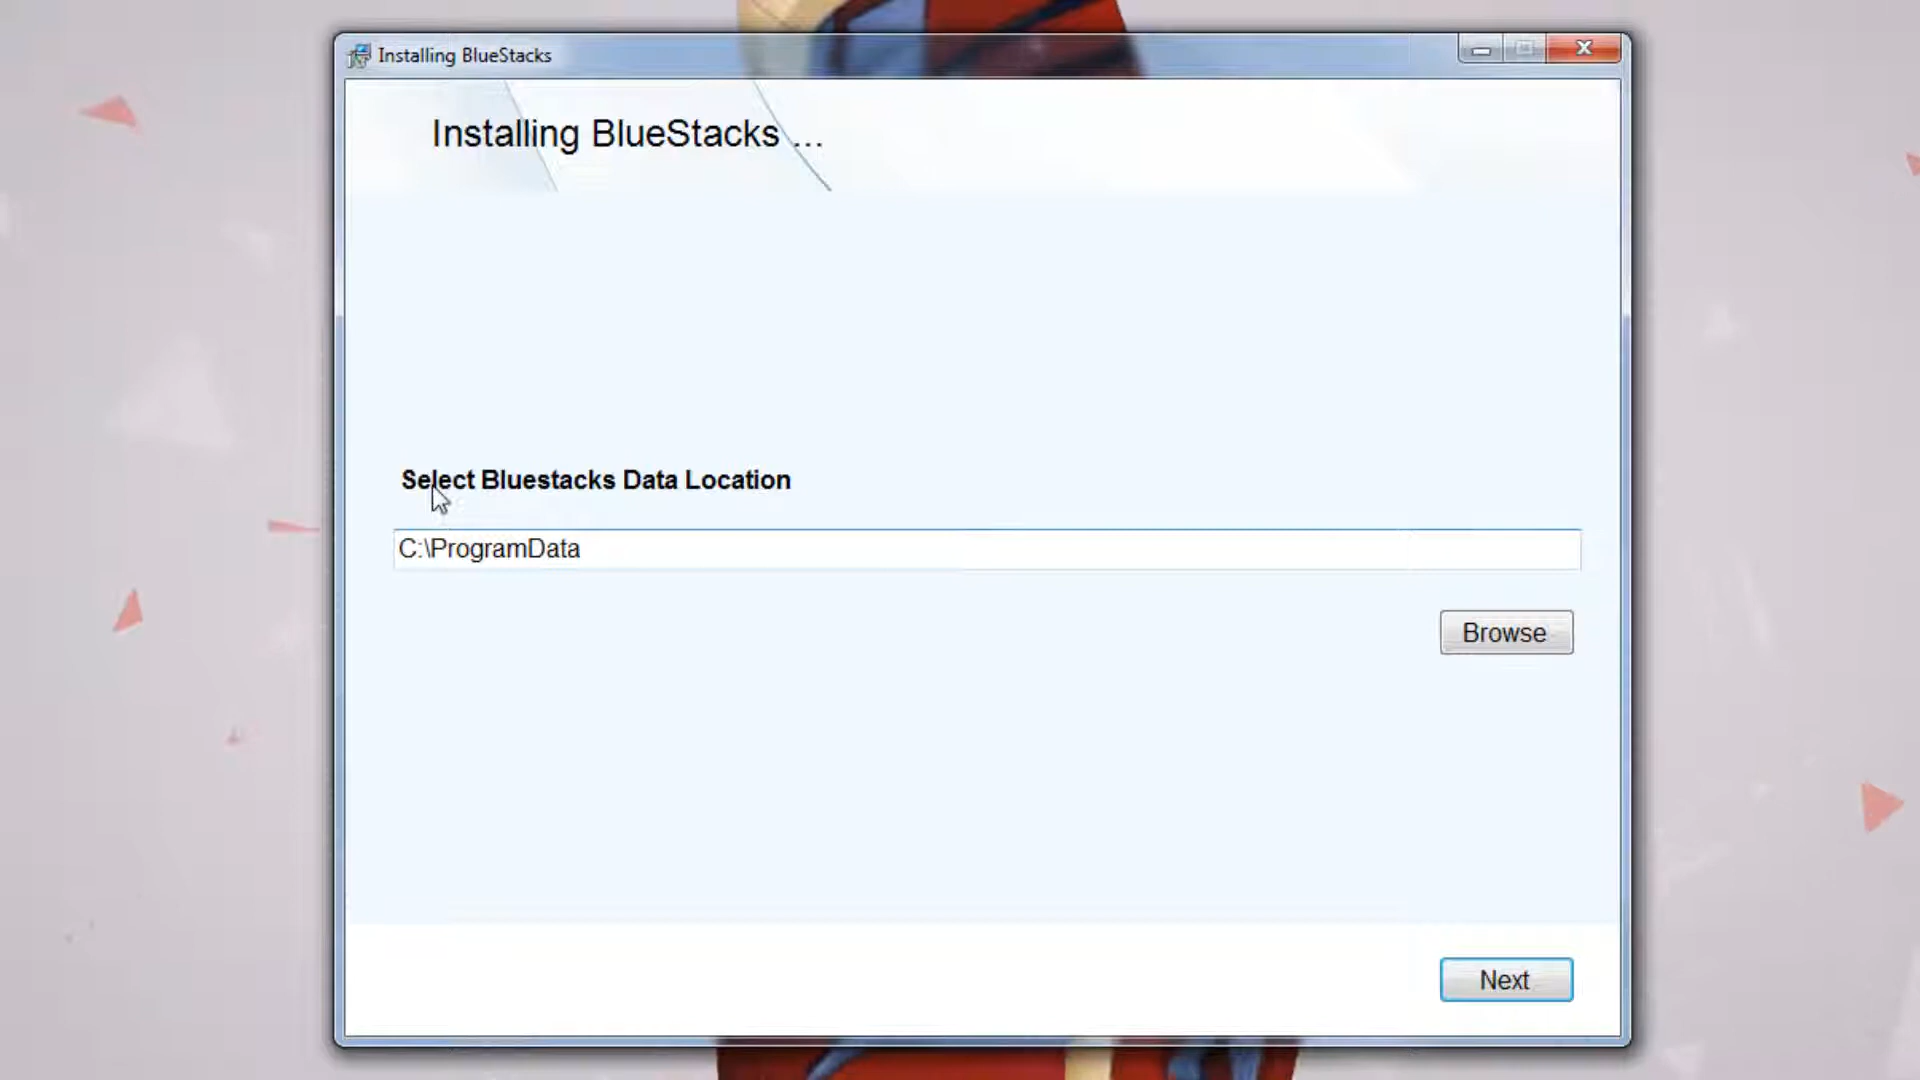 Installing BlueStacks
Installing BlueStacks ...
Select Bluestacks Data Location
C:\ProgramData
Browse
Next